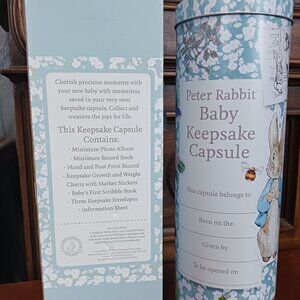 Cherish precious moments with
your new baby with mementos
saved in your very own
keepsake capsule. Collect and
treasure the joys for life.
This Keepsake Capsule
Contains:
• Miniature Photo Album
• Miniature Record Book
• Hand and Foot Print Record
• Keepsake Growth and Weight
Charts with Marker Stickers
• Baby's First Scribble Book
• Three Keepsake Envelopes
• Information Sheet
Peter Rabbit
Baby
Keepsake
Capsule
This capsule belongs to
Born on the
Given by
To be opened on